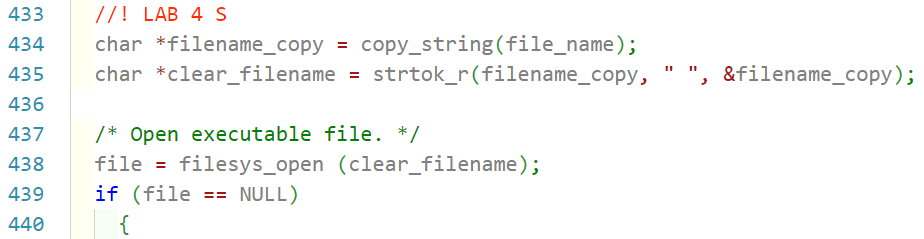 433 //! LAB 4 S
434 char *filename_copy = copy_string(file_name);
435 char *clear_filename = strtok_r(filename_copy, " ", &filename_copy);
436
437 /* Open executable file. */
438 file = filesys_open (clear_filename);
439 if (file == NULL)
440 {